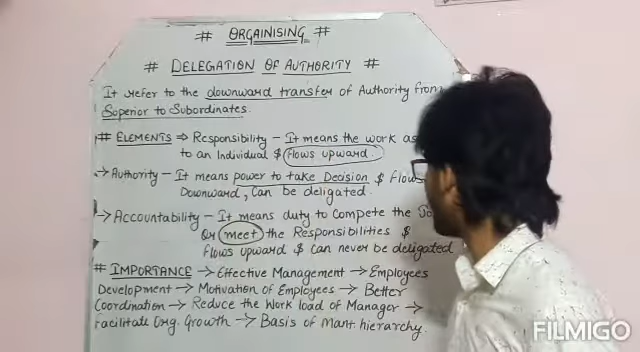 # ORGAINISING #
# DELEGATION OF AUTHORITY #
It refer to the downward transfer of Authority from
Soperior to Subordinates.
# ELEMENTS ⇒ Responsibility - It means the work as
to an Individual $ flows upward.
→ Authority - It means power to take Decision $ flow
Downward, Can be deligated.
→ Accountability - It means duty to Compete the
Or meet the Responsibilities $
flows upward $ Can never be deligated
# IMPORTANCE → Effective Management → Employees
Development → Motivation of Employees → Better
Coordination → Reduce the Work load of Manager →
Facilitate Org. Growth → Basis of Mant. hierarchy.
FILMIGO